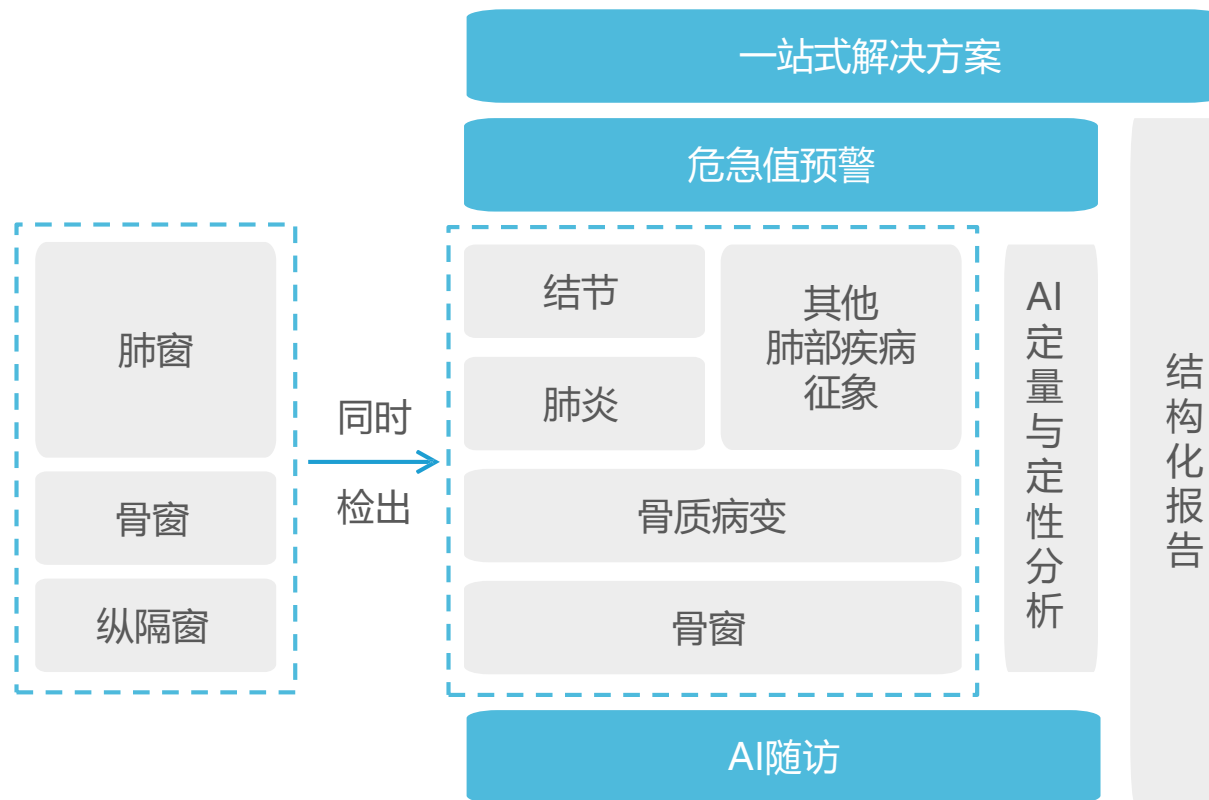 一站式解决方案
危急值预警
肺窗
骨窗
纵隔窗
同时
检出
结节
肺炎
其他
肺部疾病
征象
骨质病变
骨窗
AI
定
量
与
定
性
分
析
结
构
化
报
告
AI随访